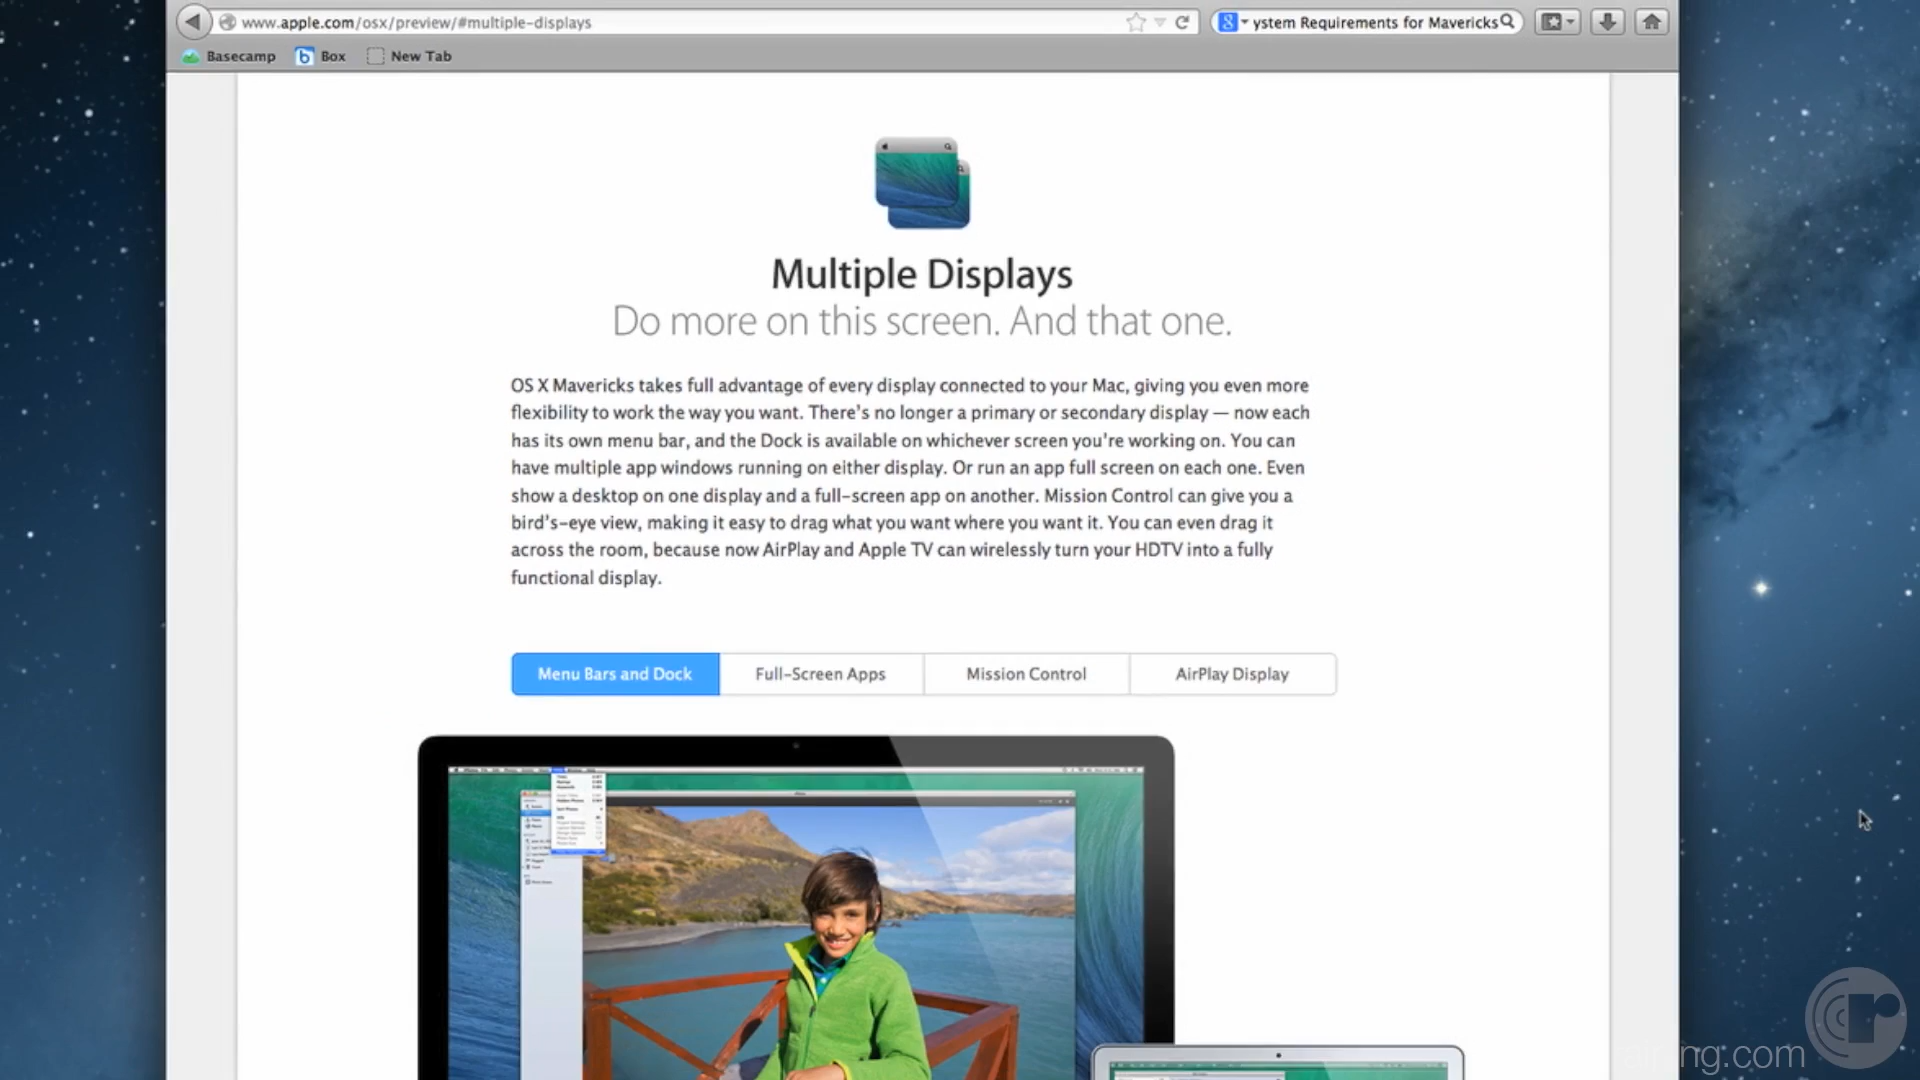 www.apple.com/osx/preview/#multiple-displays
ystem Requirements for Mavericks
Basecamp
Box
New Tab
Multiple Displays
Do more on this screen. And that one.
OS X Mavericks takes full advantage of every display connected to your Mac, giving you even more
flexibility to work the way you want. There's no longer a primary or secondary display — now each
has its own menu bar, and the Dock is available on whichever screen you're working on. You can
have multiple app windows running on either display. Or run an app full screen on each one. Even
show a desktop on one display and a full-screen app on another. Mission Control can give you a
bird's-eye view, making it easy to drag what you want where you want it. You can even drag it
across the room, because now AirPlay and Apple TV can wirelessly turn your HDTV into a fully
functional display.
Menu Bars and Dock
Full-Screen Apps
Mission Control
AirPlay Display